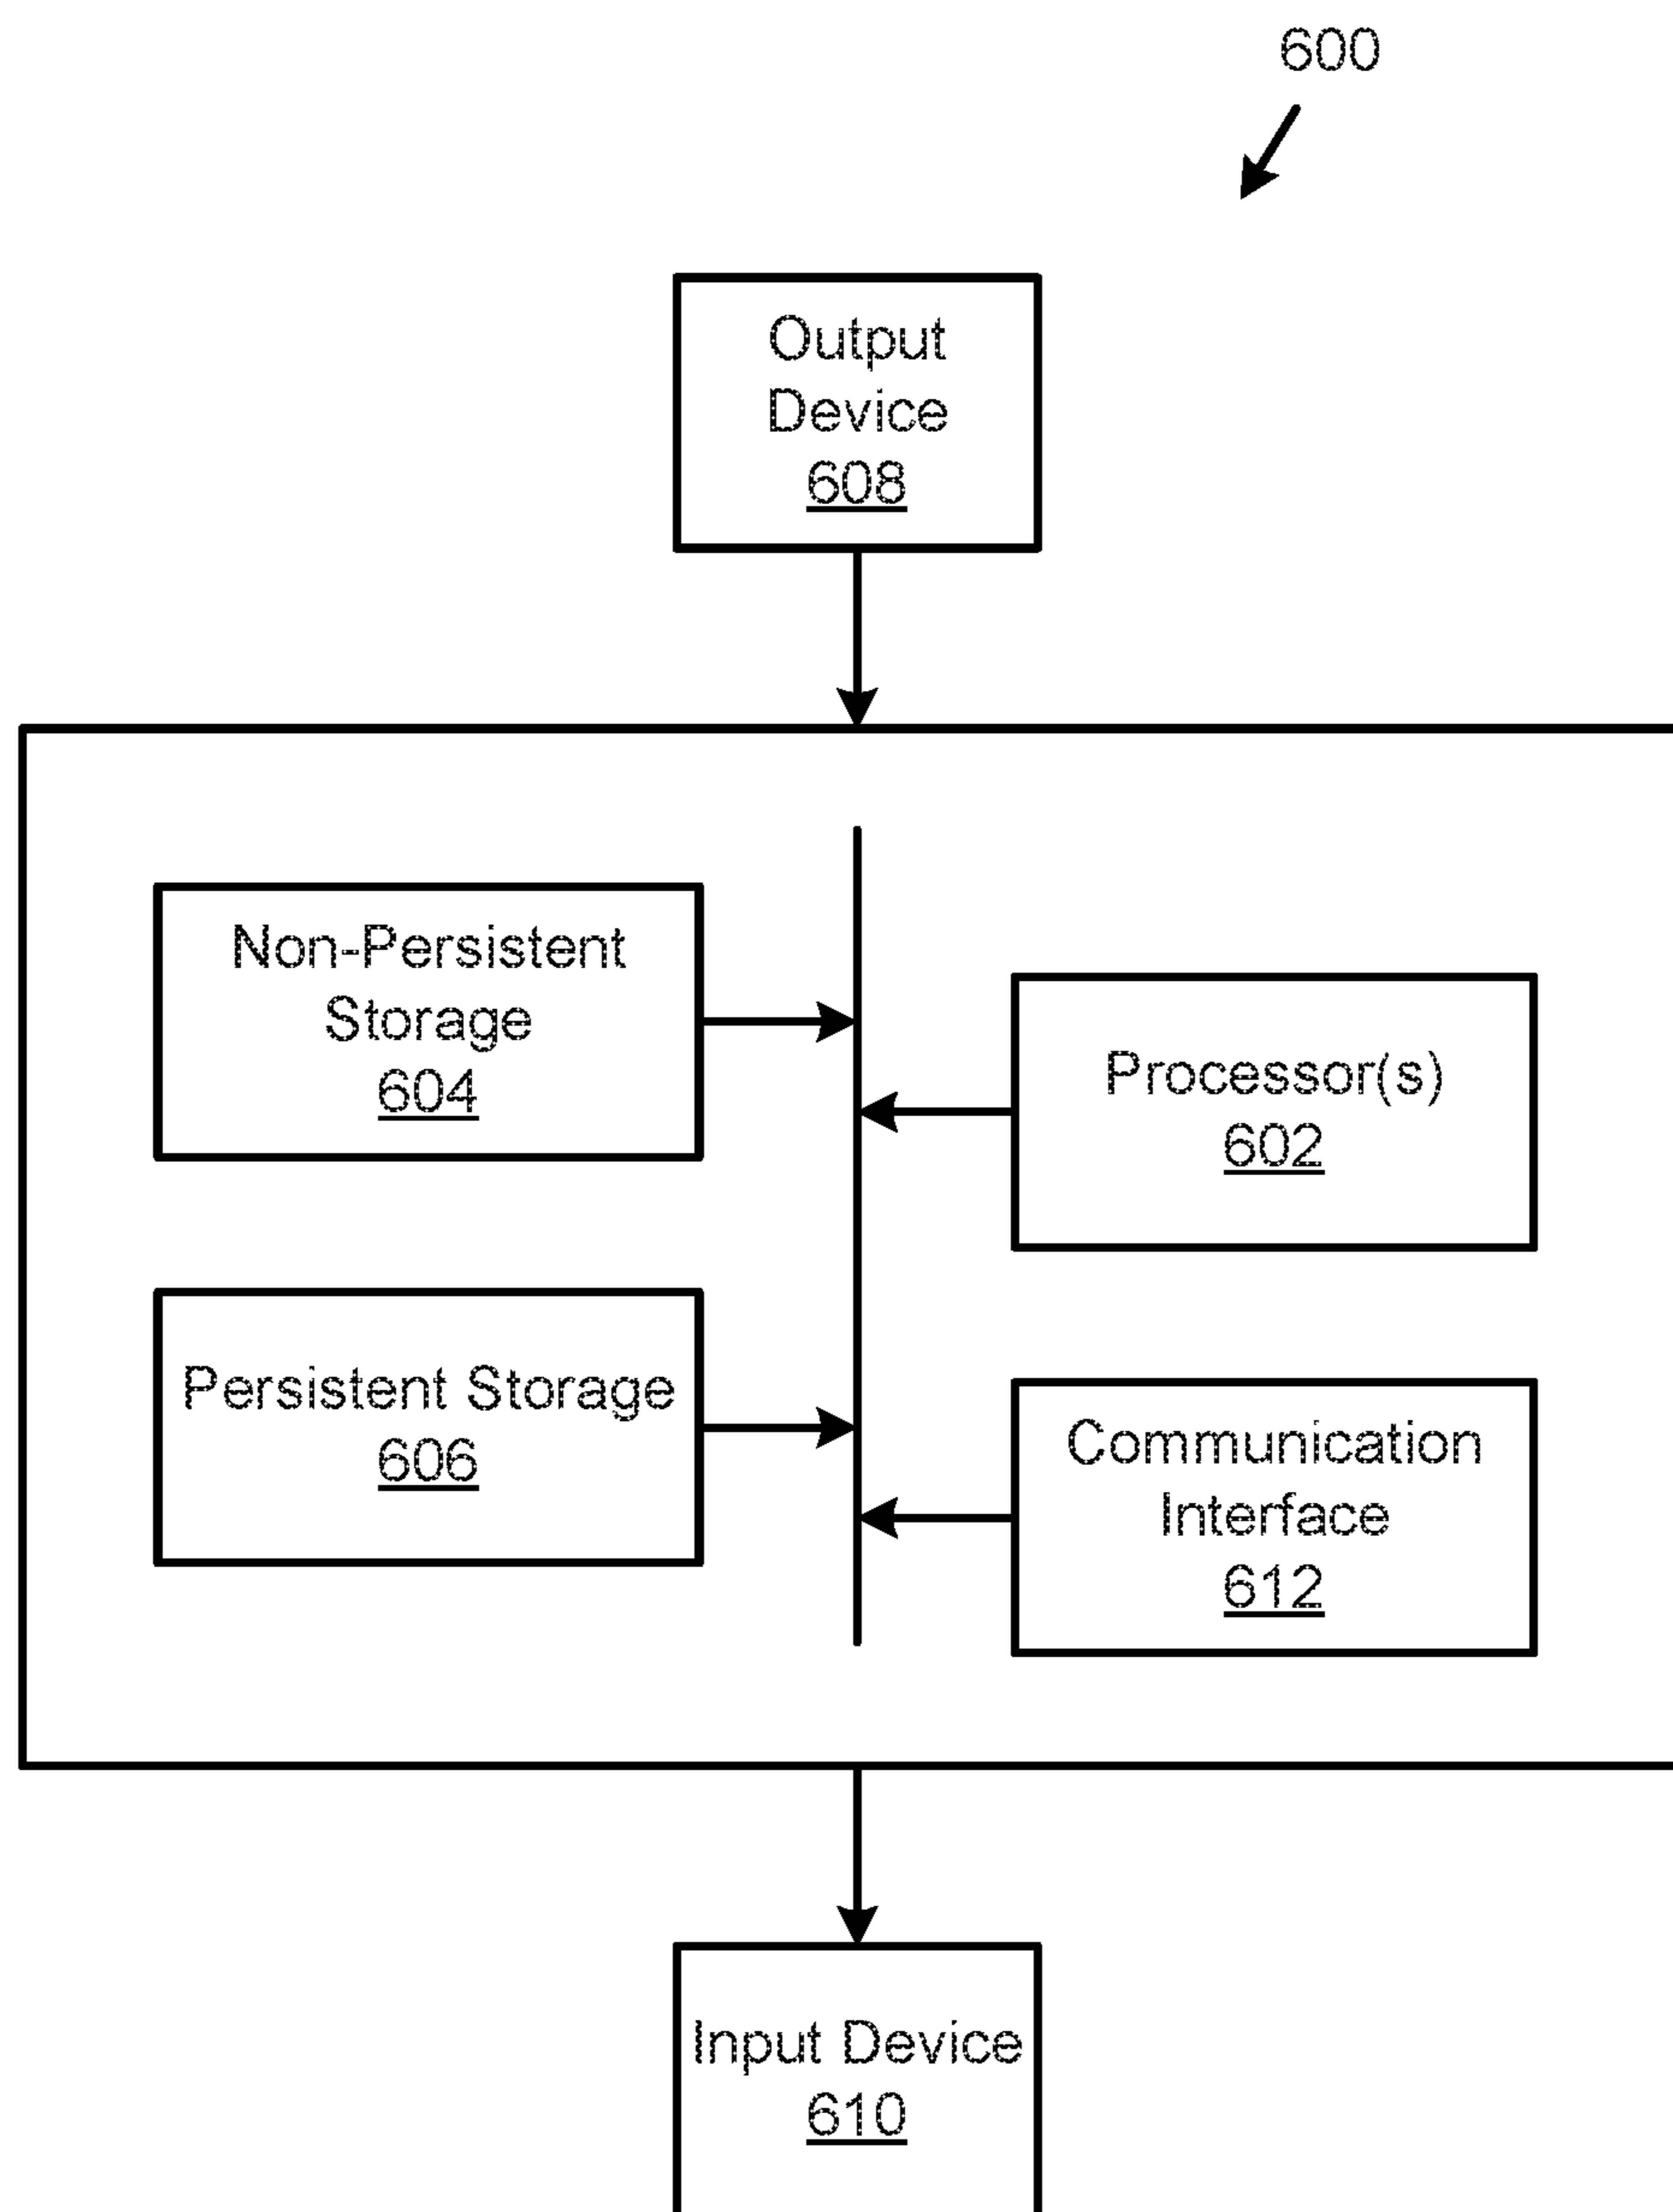 600
Output
Device
608
Non-Persistent
Storage
604
Processor(s)
602
Persistent Storage
606
Communication
Interface
612
Input Device
610